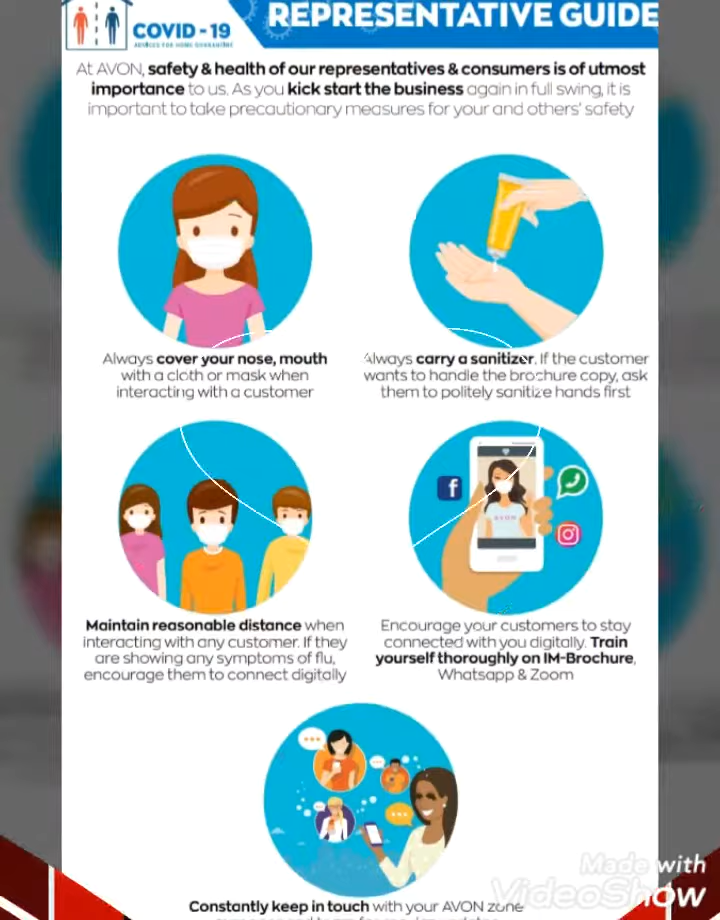 REPRESENTATIVE GUIDE
COVID - 19
ADVICES FOR HOME QUARANTINE
At AVON, safety & health of our representatives & consumers is of utmost
importance to us. As you kick start the business again in full swing, it is
important to take precautionary measures for your and others' safety
Always cover your nose, mouth
with a cloth or mask when
interacting with a customer
Always carry a sanitizer. If the customer
wants to handle the brochure copy, ask
them to politely sanitize hands first
f
AVON
Maintain reasonable distance when
interacting with any customer. If they
are showing any symptoms of flu,
encourage them to connect digitally
Encourage your customers to stay
connected with you digitally. Train
yourself thoroughly on IM-Brochure,
Whatsapp & Zoom
Constantly keep in touch with your AVON zone
Made with
VideoShow